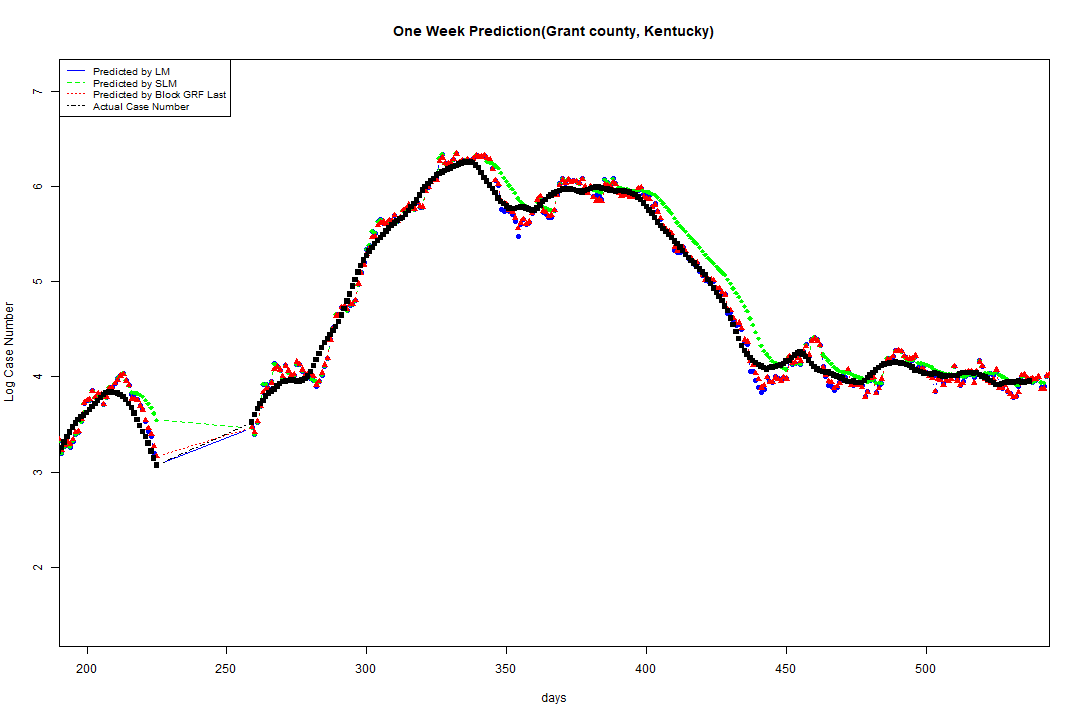 One Week Prediction(Grant county, Kentucky)
Predicted by LM
Predicted by SLM
Predicted by Block GRF Last
Actual Case Number
7
6
5
4
3
2
Log Case Number
200 250 300 350 400 450 500
days